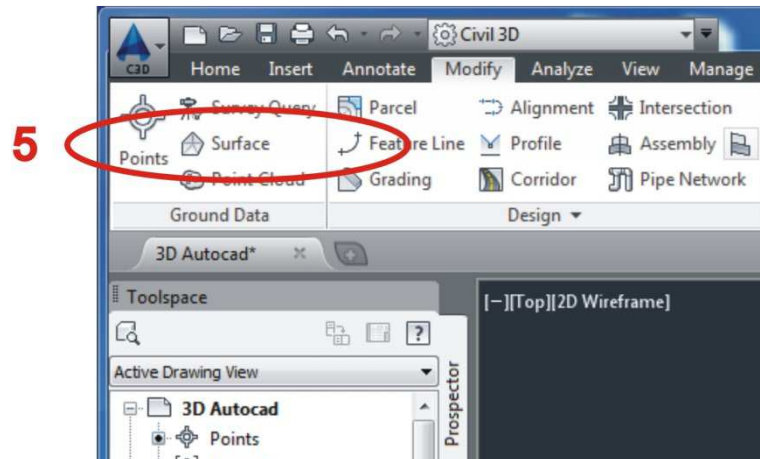 Civil 3D
C3D
Home Insert Annotate Modify Analyze View Manage
Survey Query Parcel Alignment Intersection
5
Points Surface Feature Line Profile Assembly
Point Cloud Grading Corridor Pipe Network
Ground Data Design
3D Autocad*
Toolspace
[−][Top][2D Wireframe]
?
Active Drawing View
Prospector
3D Autocad
Points